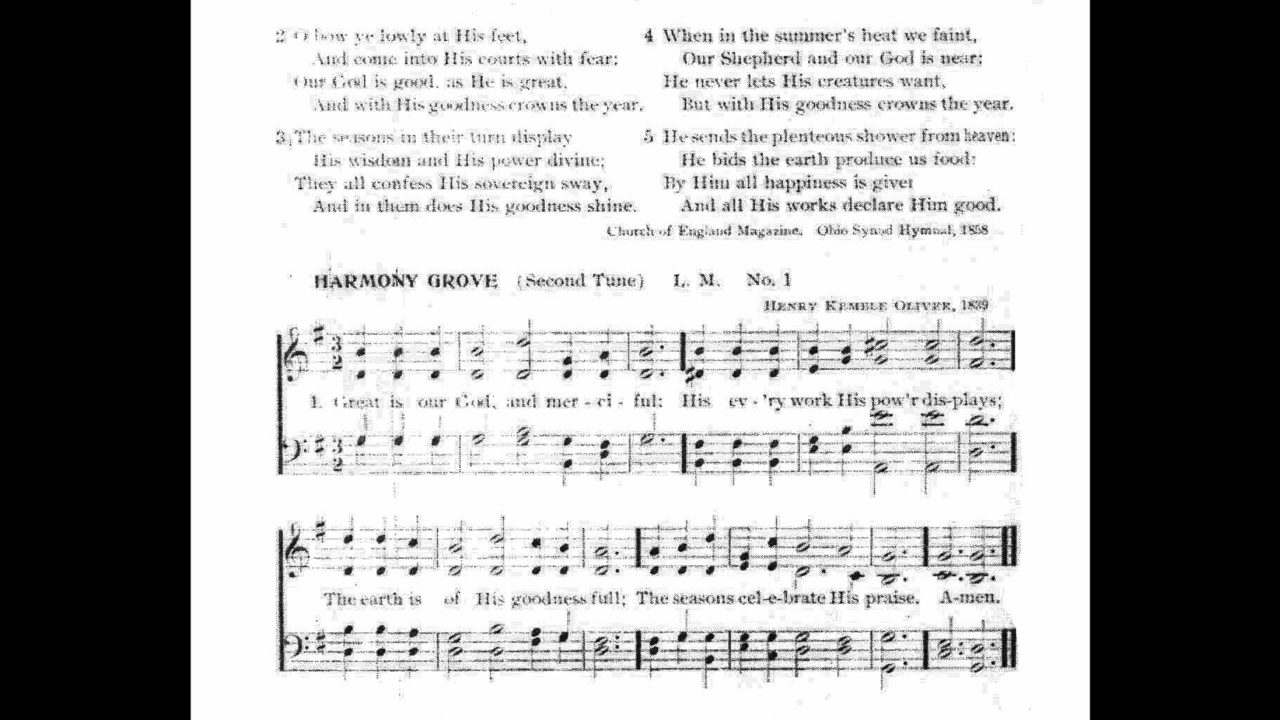 2 O bow ye lowly at His feet,
And come into His courts with fear;
Our God is good, as He is great,
And with His goodness crowns the year.
3 The seasons in their turn display
His wisdom and His power divine;
They all confess His sovereign sway,
And in them does His goodness shine.
4 When in the summer's heat we faint,
Our Shepherd and our God is near;
He never lets His creatures want,
But with His goodness crowns the year.
5 He sends the plenteous shower from heaven;
He bids the earth produce us food;
By Him all happiness is given
And all His works declare Him good.
Church of England Magazine. Ohio Synod Hymnal, 1858
HARMONY GROVE (Second Tune) L. M. No. 1
HENRY KEMBLE OLIVER, 1839
3 2
1. Great is our God, and mer - ci - ful; His ev - 'ry work His pow'r dis-plays;
3 2
The earth is of His goodness full; The seasons cel-e-brate His praise. A-men.